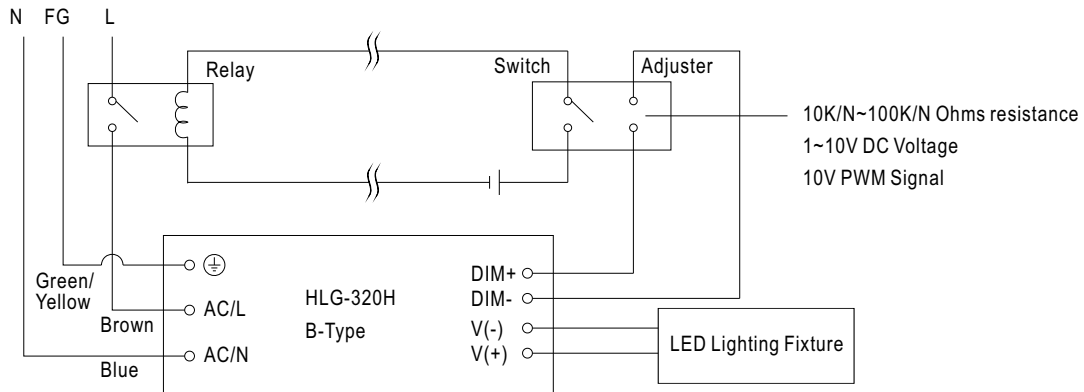 N FG L
Relay
Switch
Adjuster
10K/N~100K/N Ohms resistance
1~10V DC Voltage
10V PWM Signal
Green/
Yellow
Brown
Blue
AC/L
AC/N
HLG-320H
B-Type
DIM+
DIM-
V(-)
V(+)
LED Lighting Fixture